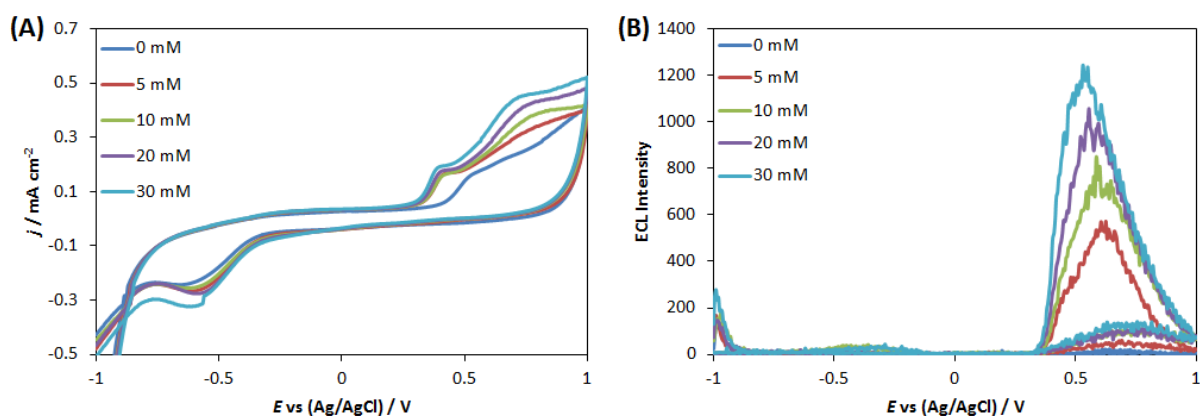 (A)
0.7
0.5
0.3
0.1
-0.1
-0.3
-0.5
j / mA cm-2
0 mM
5 mM
10 mM
20 mM
30 mM
-1
-0.5
0
0.5
1
E vs (Ag/AgCl) / V
(B)
1400
1200
1000
800
600
400
200
0
ECL Intensity
0 mM
5 mM
10 mM
20 mM
30 mM
-1
-0.5
0
0.5
1
E vs (Ag/AgCl) / V